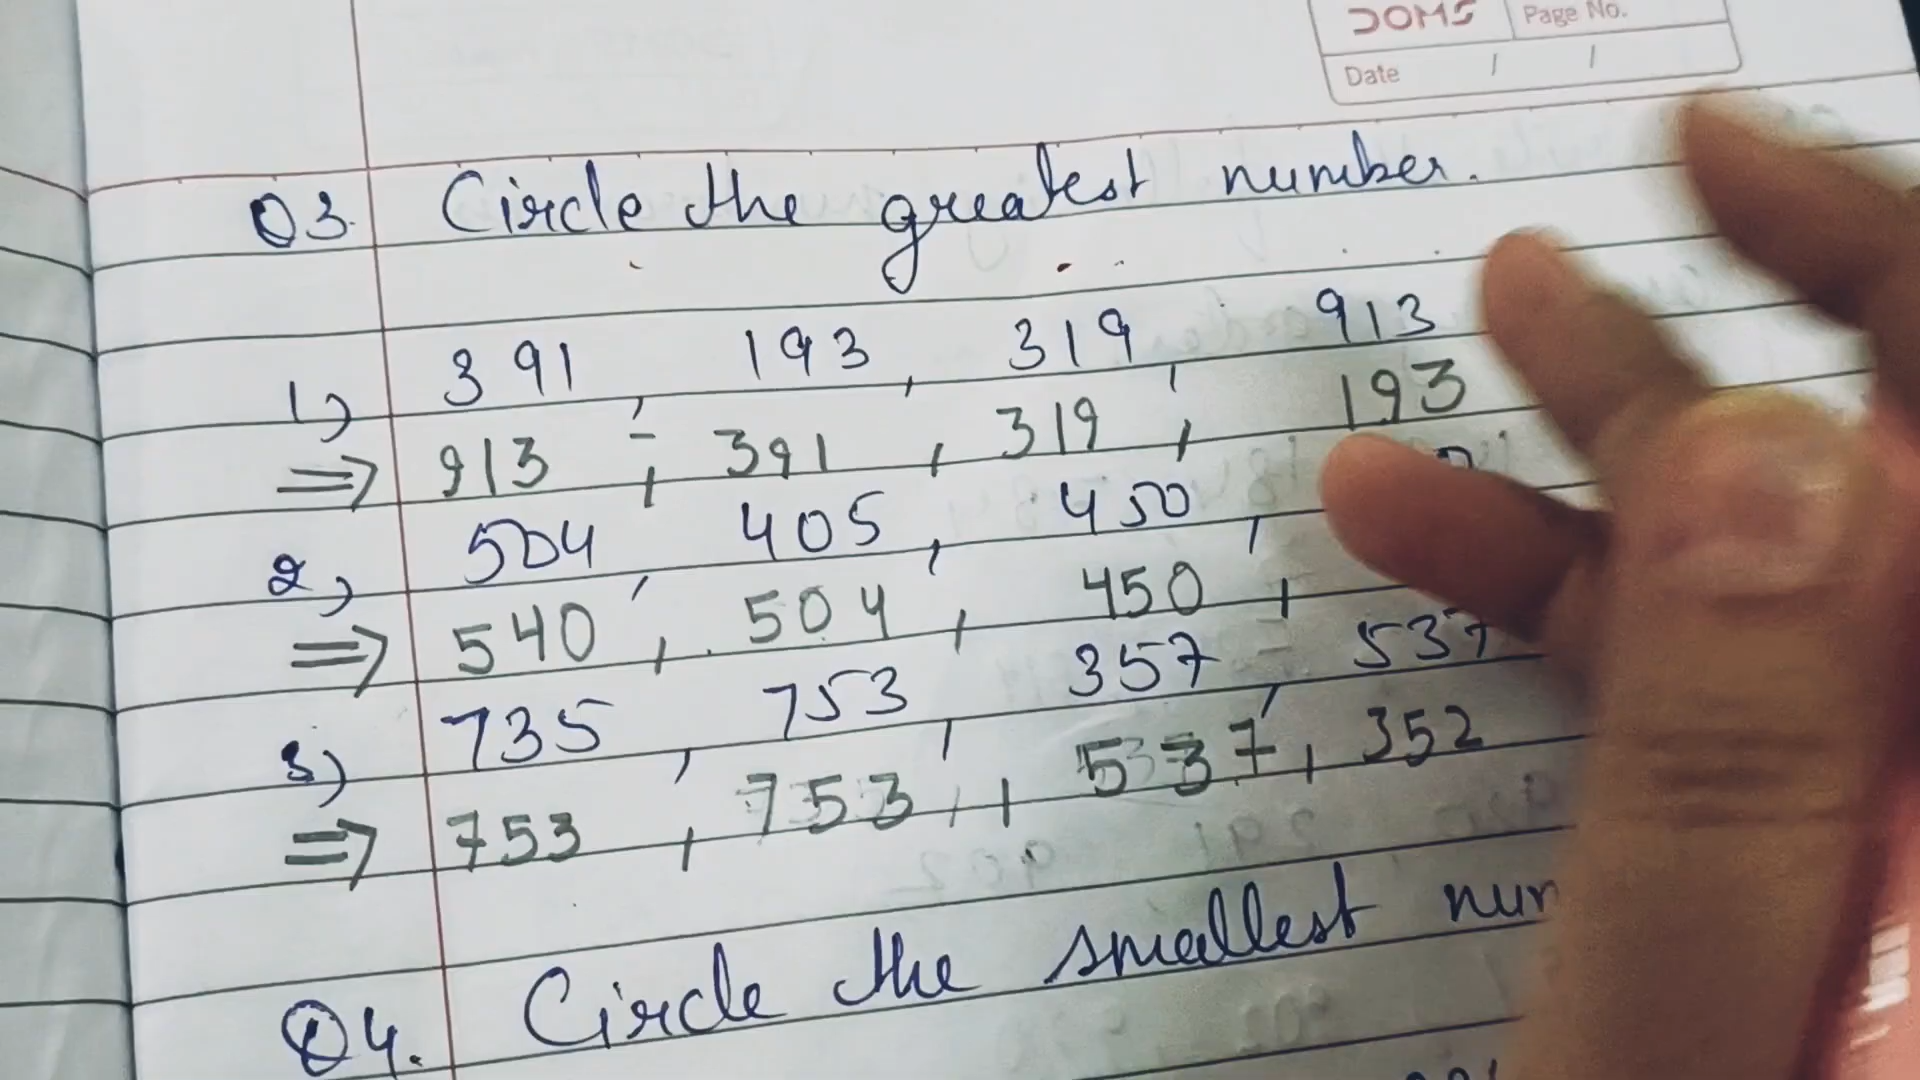 DOMS Page No.
Date / /
Q3. Circle the greatest number.
1) 391, 193, 319, 913
⇒ 913, 391, 319, 193
2) 504, 405, 450,
⇒ 540, 504, 450,
3) 735, 753, 357, 537
⇒ 753, 753, 537, 352
Q4. Circle the smallest